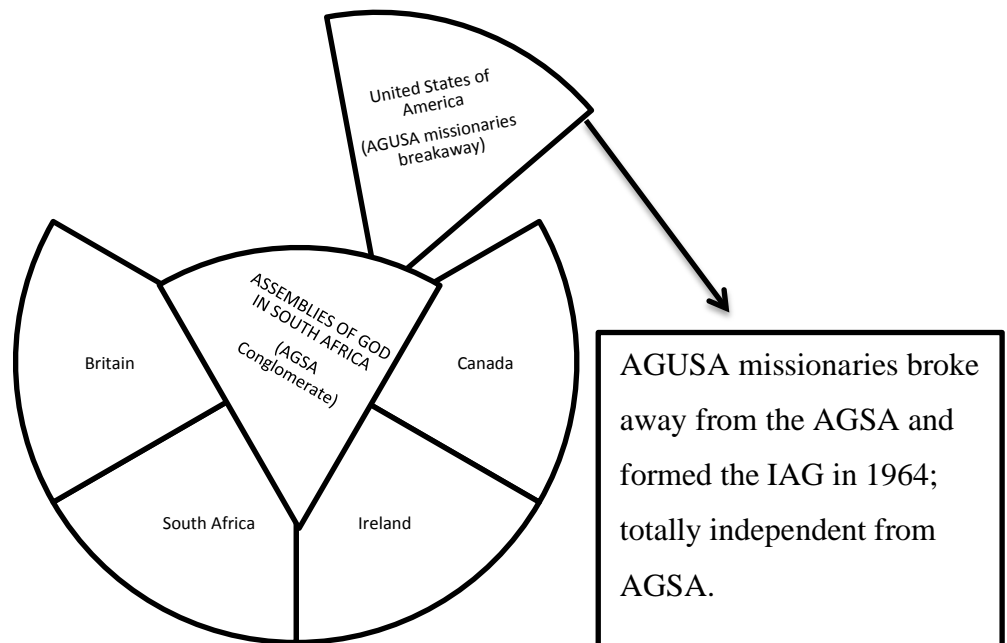 United States of
America
(AGUSA missionaries
breakaway)
ASSEMBLIES OF GOD
IN SOUTH AFRICA
(AGSA
Conglomerate)
Britain
Canada
South Africa
Ireland
AGUSA missionaries broke
away from the AGSA and
formed the IAG in 1964;
totally independent from
AGSA.